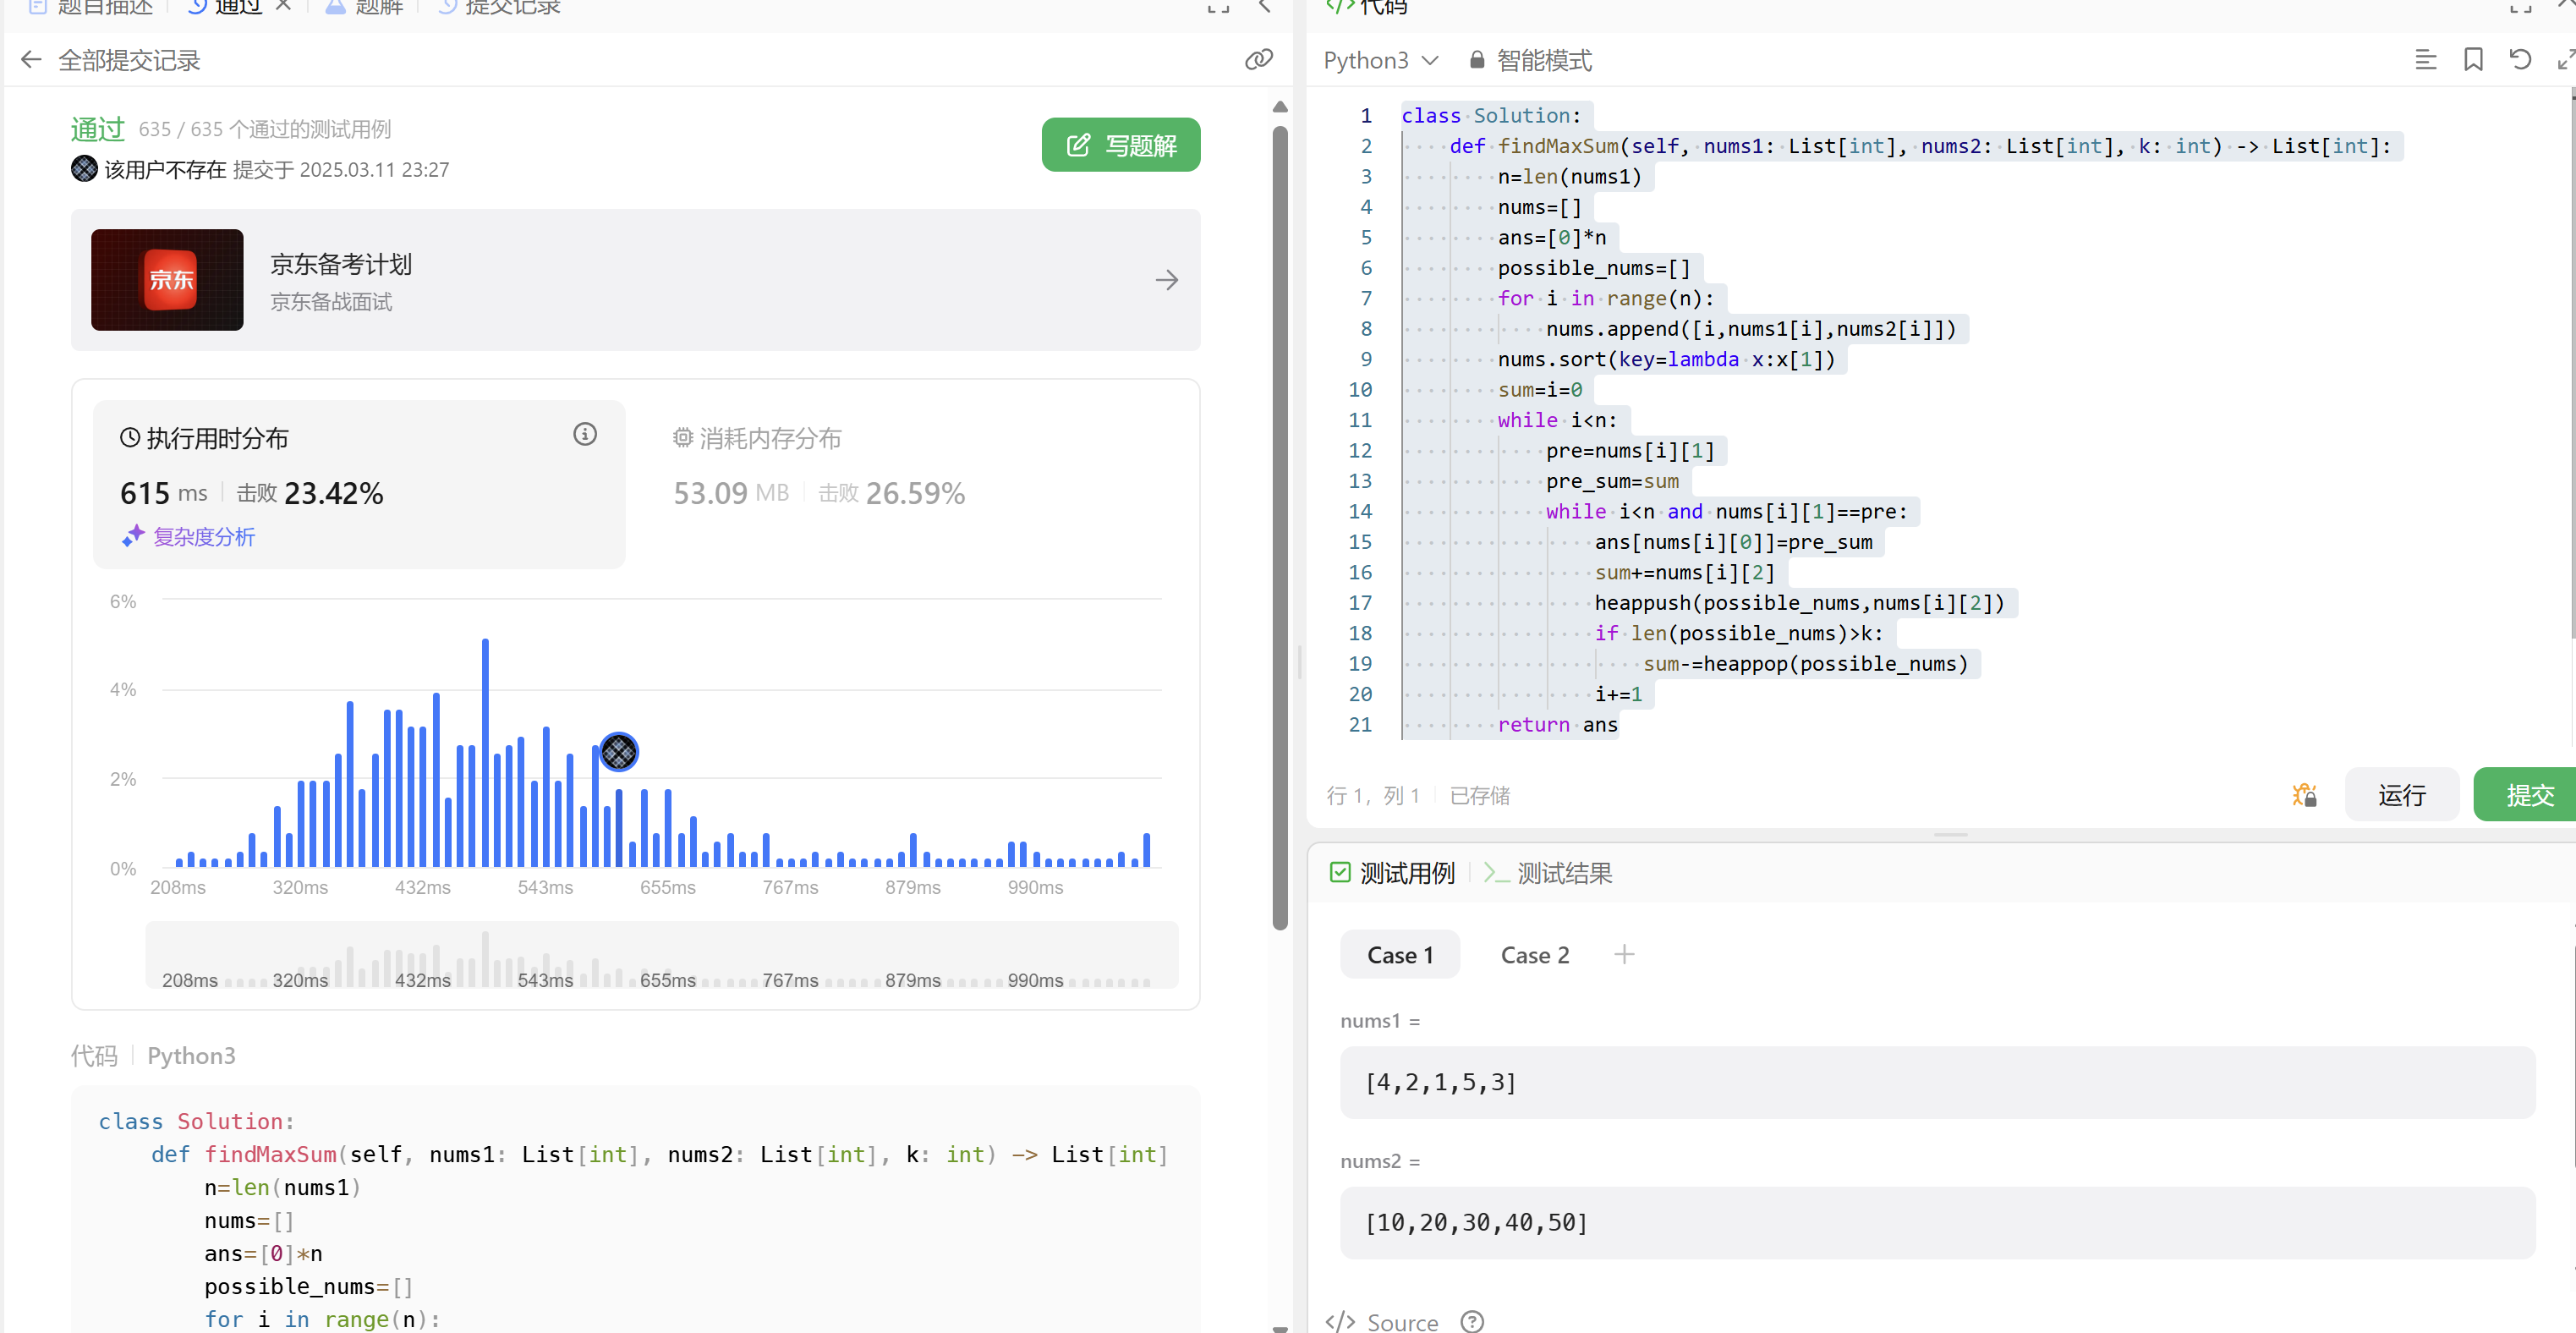 题目描述
通过
题解
提交记录
全部提交记录
通过 635 / 635 个通过的测试用例
该用户不存在 提交于 2025.03.11 23:27
写题解
京东
京东备考计划
京东备战面试
执行用时分布
615 ms 击败 23.42%
复杂度分析
消耗内存分布
53.09 MB 击败 26.59%
6%
4%
2%
0%
208ms 320ms 432ms 543ms 655ms 767ms 879ms 990ms
208ms 320ms 432ms 543ms 655ms 767ms 879ms 990ms
代码 Python3
class Solution:
    def findMaxSum(self, nums1: List[int], nums2: List[int], k: int) -> List[int]
        n=len(nums1)
        nums=[]
        ans=[0]*n
        possible_nums=[]
        for i in range(n):
</> 代码
Python3 智能模式
1 class Solution:
2     def findMaxSum(self, nums1: List[int], nums2: List[int], k: int) -> List[int]:
3         n=len(nums1)
4         nums=[]
5         ans=[0]*n
6         possible_nums=[]
7         for i in range(n):
8             nums.append([i,nums1[i],nums2[i]])
9         nums.sort(key=lambda x:x[1])
10         sum=i=0
11         while i<n:
12             pre=nums[i][1]
13             pre_sum=sum
14             while i<n and nums[i][1]==pre:
15                 ans[nums[i][0]]=pre_sum
16                 sum+=nums[i][2]
17                 heappush(possible_nums,nums[i][2])
18                 if len(possible_nums)>k:
19                     sum-=heappop(possible_nums)
20                 i+=1
21         return ans
行 1, 列 1 已存储
运行
提交
测试用例
测试结果
Case 1
Case 2
nums1 =
[4,2,1,5,3]
nums2 =
[10,20,30,40,50]
</> Source